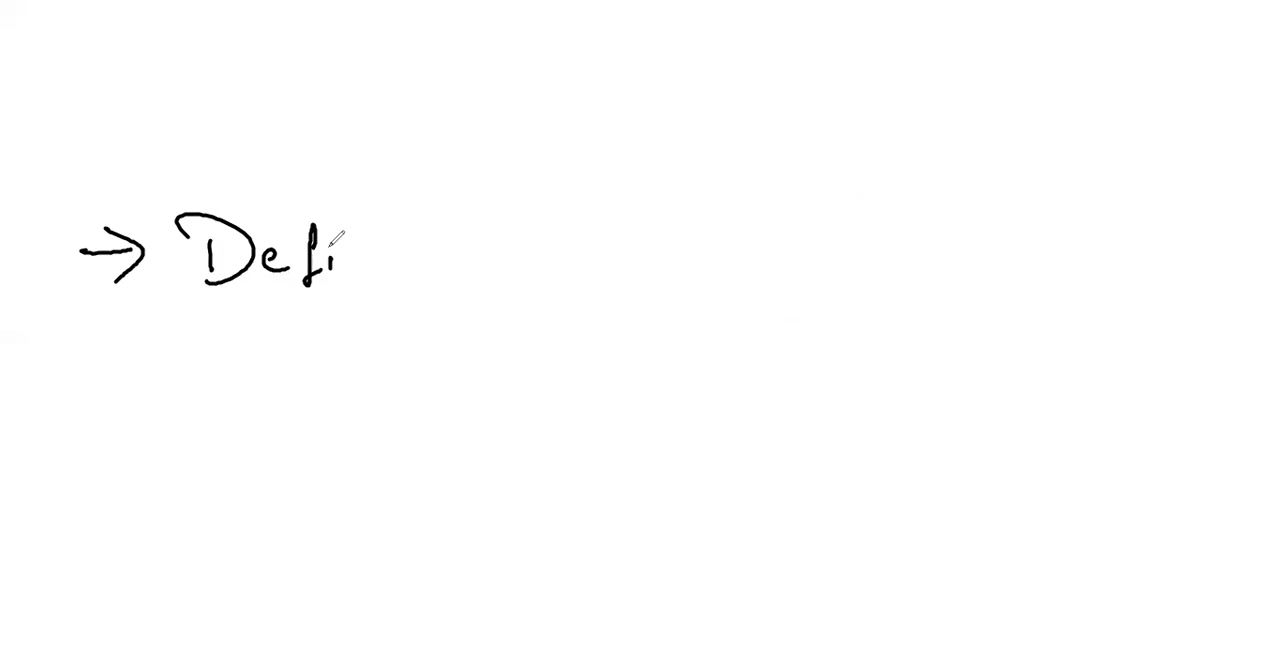 → Defi